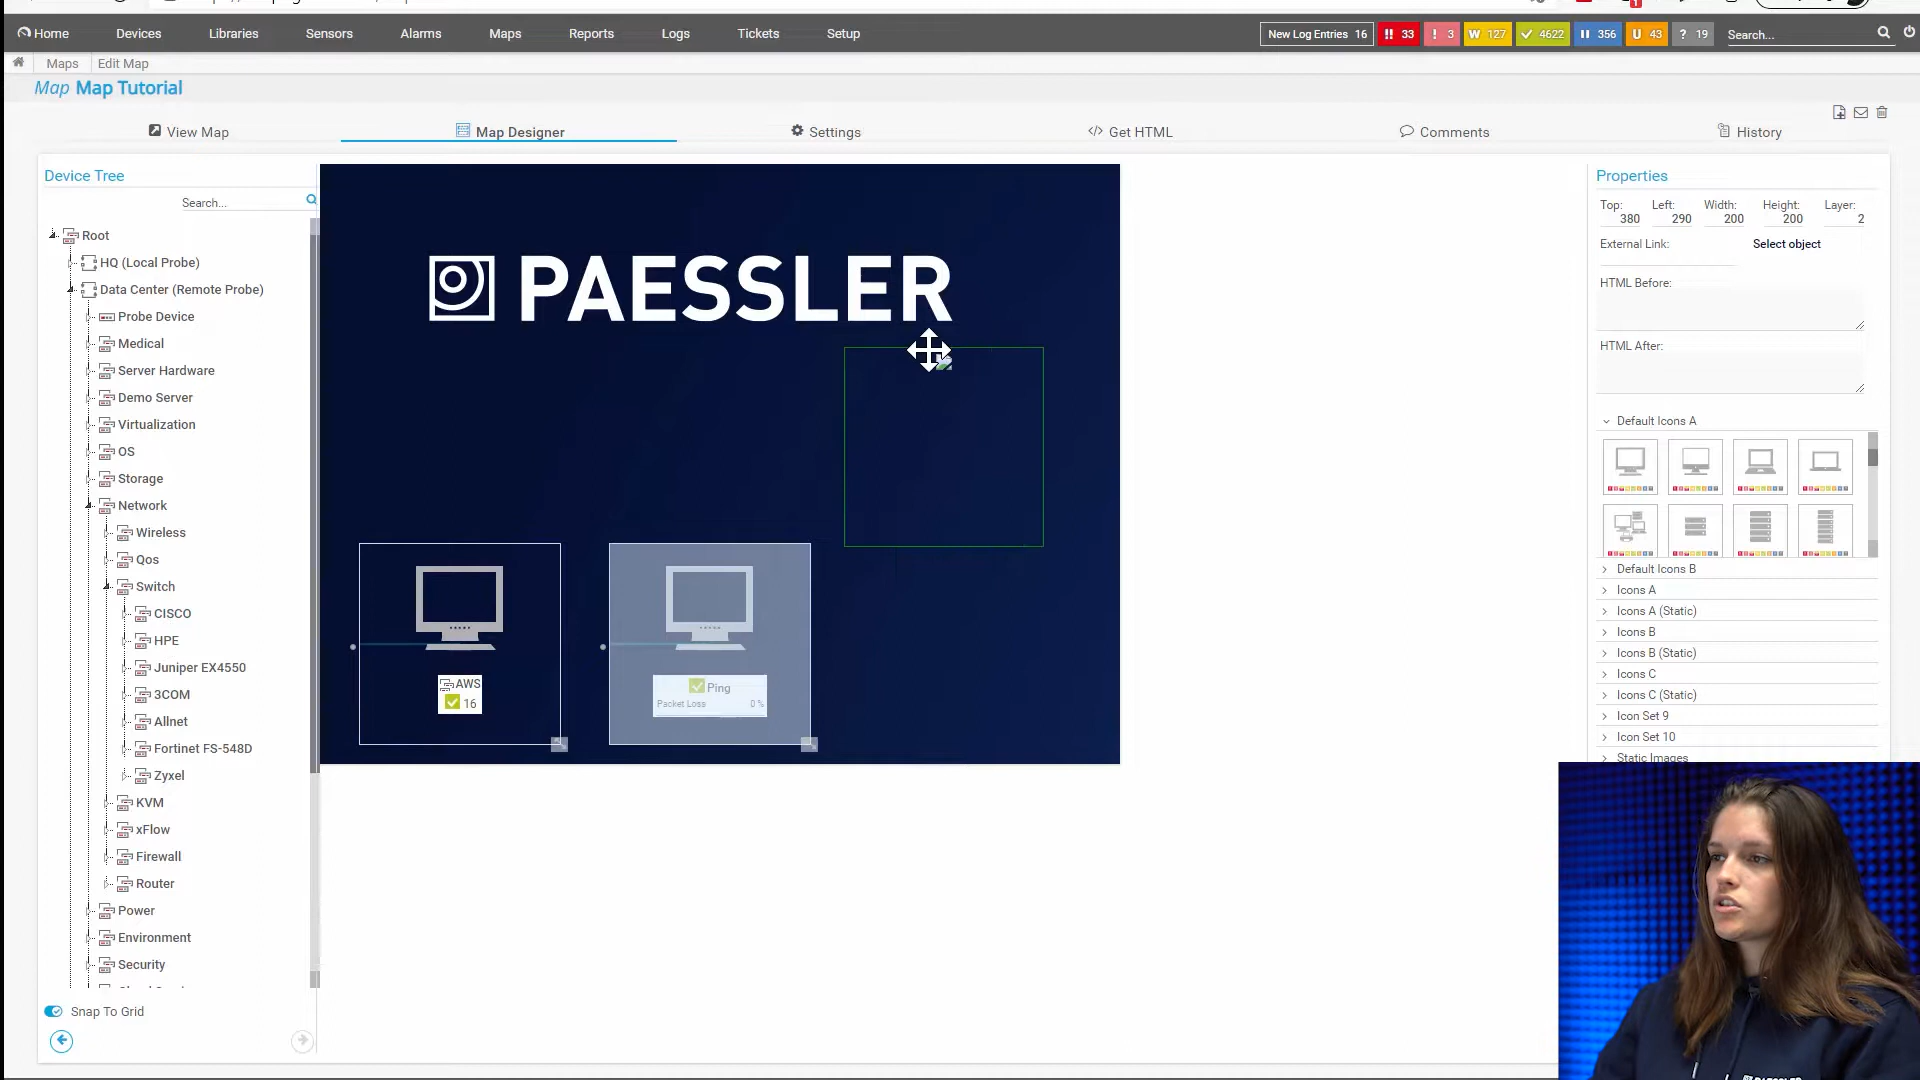 Home Devices Libraries Sensors Alarms Maps Reports Logs Tickets Setup New Log Entries 16 !! 33 ! 3 W 127 4622 356 U 43 ? 19 Search...
Maps Edit Map
Map Map Tutorial
View Map Map Designer Settings Get HTML Comments History
Device Tree
Search...
Root
HQ (Local Probe)
Data Center (Remote Probe)
Probe Device
Medical
Server Hardware
Demo Server
Virtualization
OS
Storage
Network
Wireless
Qos
Switch
CISCO
HPE
Juniper EX4550
3COM
Allnet
Fortinet FS-548D
Zyxel
KVM
xFlow
Firewall
Router
Power
Environment
Security
Snap To Grid
PAESSLER
AWS
16
Ping
Packet Loss 0 %
Properties
Top: Left: Width: Height: Layer:
380 290 200 200 2
External Link: Select object
HTML Before:
HTML After:
Default Icons A
Default Icons B
Icons A
Icons A (Static)
Icons B
Icons B (Static)
Icons C
Icons C (Static)
Icon Set 9
Icon Set 10
Static Images
PAESSLER